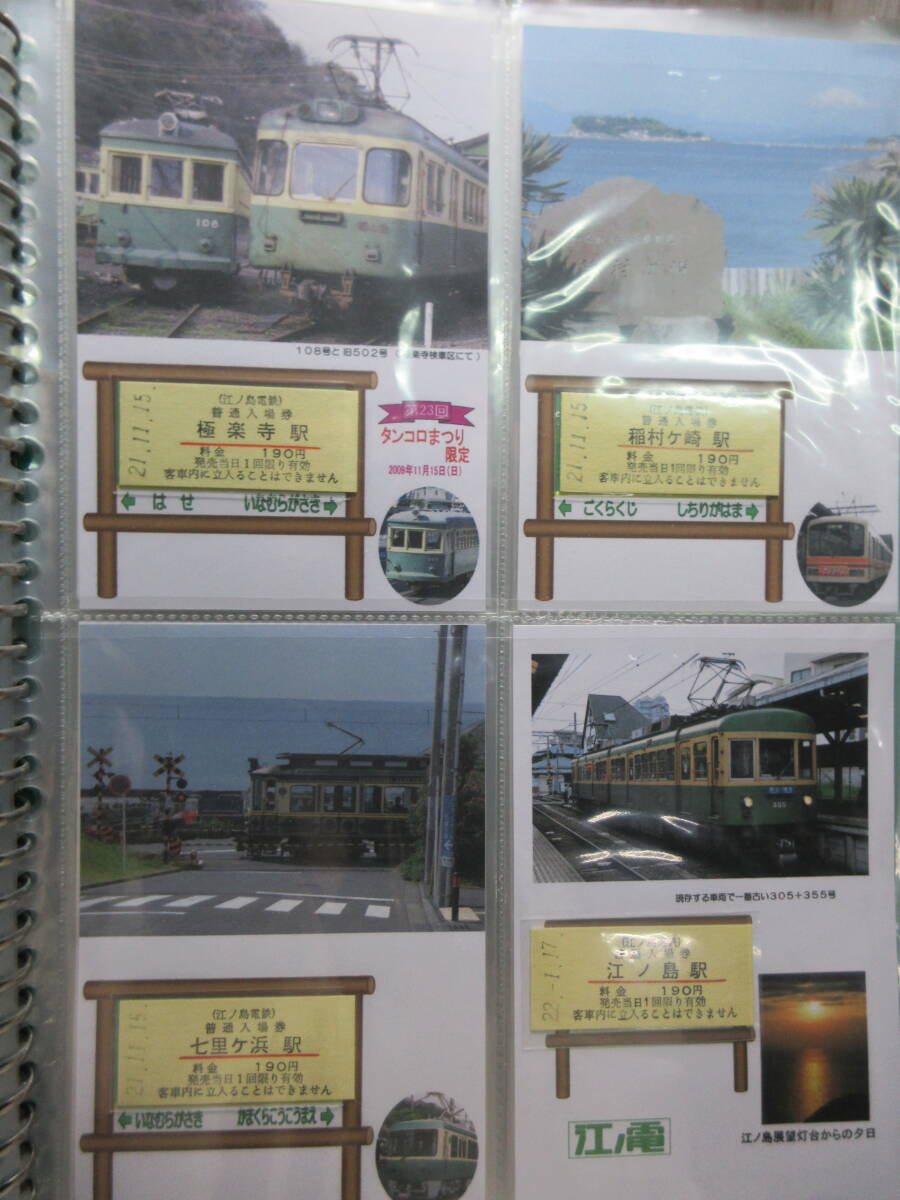 108
108号と旧502号 (極楽寺検車区にて)
21.11.15
(江ノ島電鉄)
普通入場券
極楽寺 駅
料金 190円
発売当日1回限り有効
客車内に立入ることはできません
← はせ いなむらがさき →
第23回
タンコロまつり
限定
2009年11月15日(日)
21.11.15
(江ノ島電鉄)
普通入場券
稲村ケ崎 駅
料金 190円
発売当日1回限り有効
客車内に立入ることはできません
← ごくらくじ しちりがはま →
21.11.15
(江ノ島電鉄)
普通入場券
七里ケ浜 駅
料金 190円
発売当日1回限り有効
客車内に立入ることはできません
← いなむらがさき かまくらこうこうまえ →
現存する車両で一番古い305+355号
22.-1.17
(江ノ島電鉄)
普通入場券
江ノ島 駅
料金 190円
発売当日1回限り有効
客車内に立入ることはできません
江ノ電
江ノ島展望灯台からの夕日